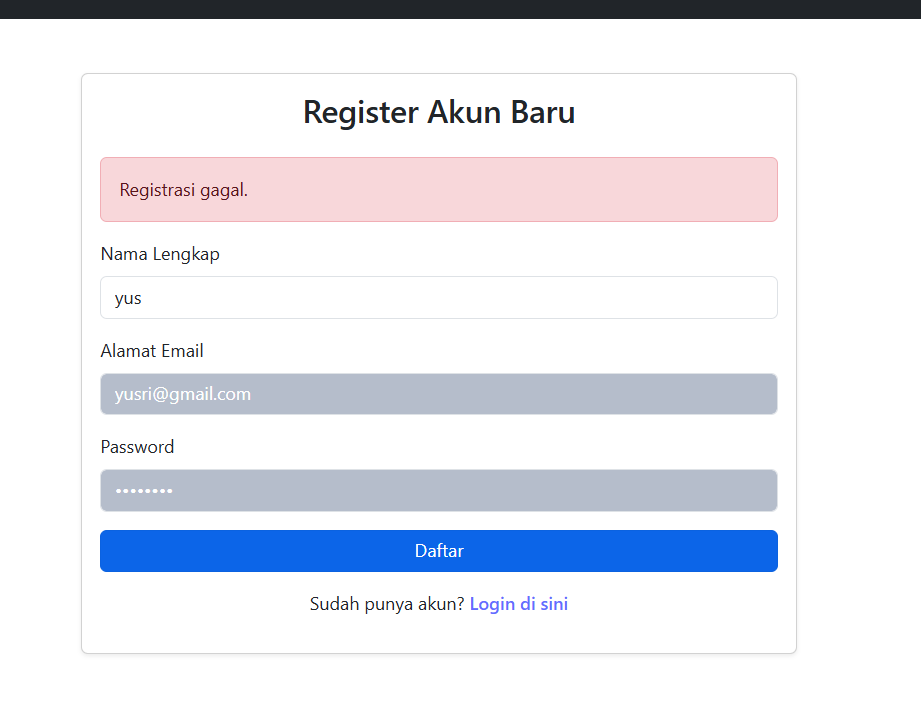 Register Akun Baru
Registrasi gagal.
Nama Lengkap
yus
Alamat Email
yusri@gmail.com
Password
••••••••
Daftar
Sudah punya akun? Login di sini